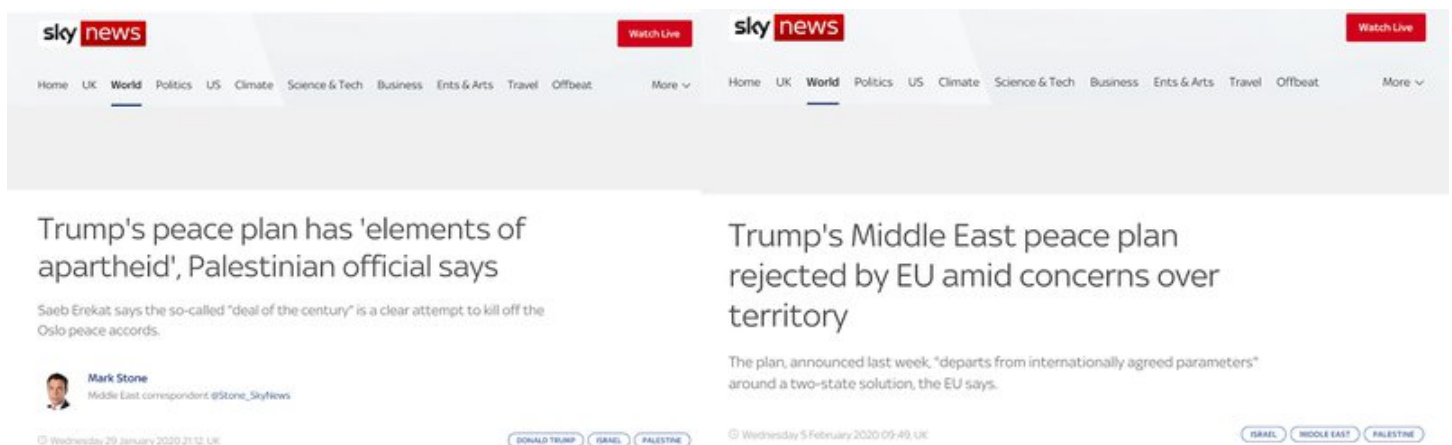 sky news
Watch Live
Home UK World Politics US Climate Science & Tech Business Ents & Arts Travel Offbeat More
Trump's peace plan has 'elements of
apartheid', Palestinian official says
Saeb Erekat says the so-called "deal of the century" is a clear attempt to kill off the
Oslo peace accords.
Mark Stone
Middle East correspondent @Stone_SkyNews
Wednesday 29 January 2020 21:12, UK
DONALD TRUMP ISRAEL PALESTINE
sky news
Watch Live
Home UK World Politics US Climate Science & Tech Business Ents & Arts Travel Offbeat More
Trump's Middle East peace plan
rejected by EU amid concerns over
territory
The plan, announced last week, "departs from internationally agreed parameters"
around a two-state solution, the EU says.
Wednesday 5 February 2020 09:49, UK
ISRAEL MIDDLE EAST PALESTINE